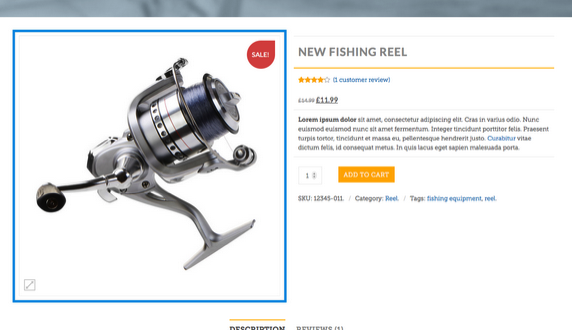 SALE!
NEW FISHING REEL
(1 customer review)
£14.99 £11.99
Lorem ipsum dolor sit amet, consectetur adipiscing elit. Cras in varius odio. Nunc
euismod euismod nunc sit amet fermentum. Integer tincidunt porttitor felis. Praesent
turpis tortor, tincidunt et massa eu, pellentesque hendrerit justo. Curabitur vitae
dictum felis, id consequat metus. In quis lacus eget sapien malesuada porta.
1
ADD TO CART
SKU: 12345-011. / Category: Reel. / Tags: fishing equipment, reel.
DESCRIPTION REVIEWS (1)